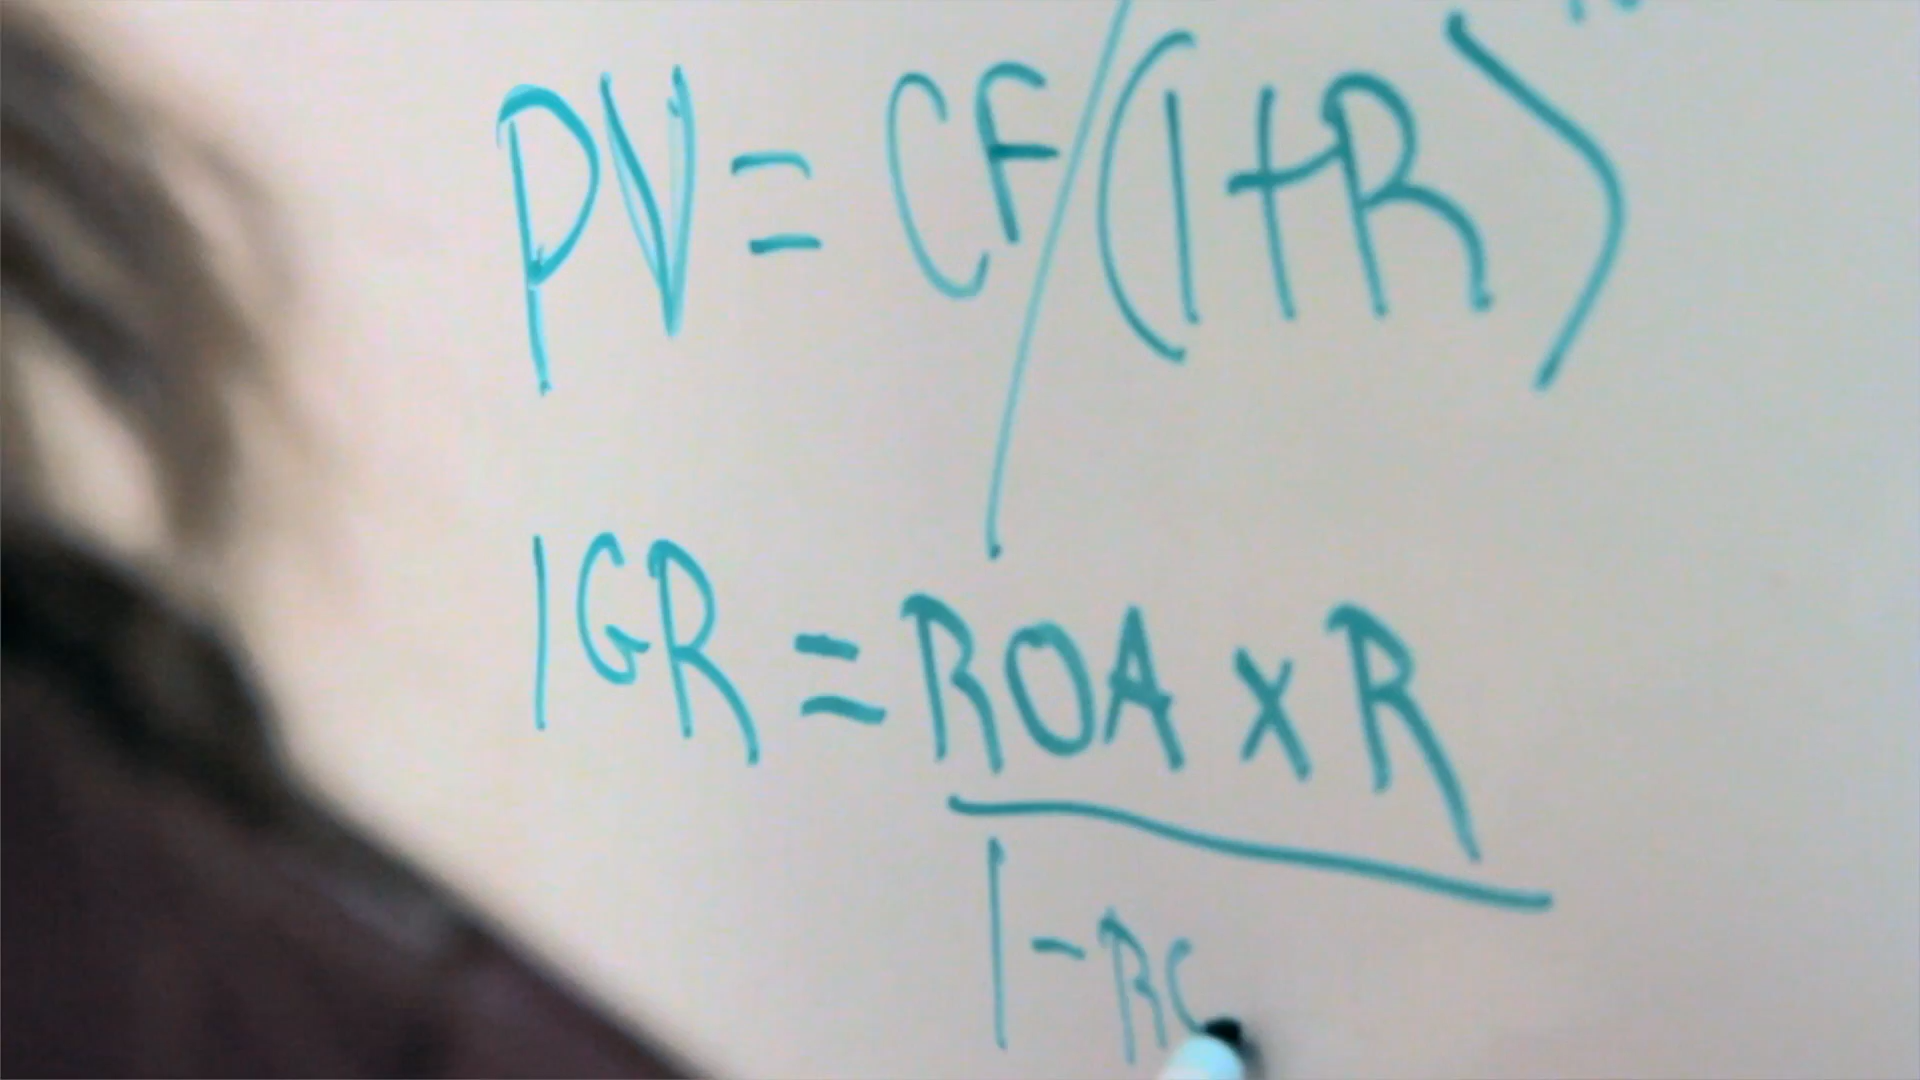 PV = CF/(1+R)
IGR = ROA x R
1-RO